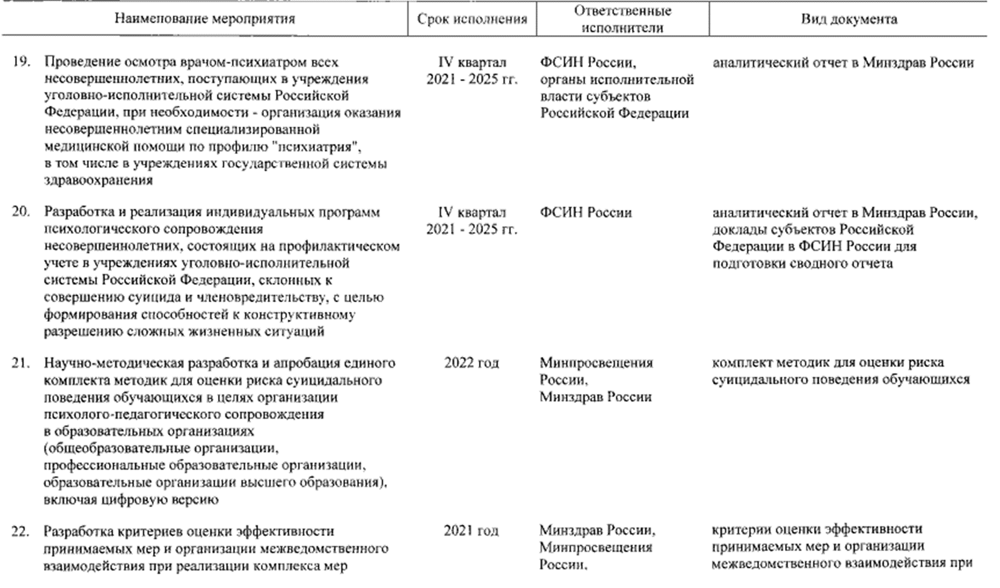 Наименование мероприятия
Срок исполнения
Ответственные
исполнители
Вид документа
19. Проведение осмотра врачом-психиатром всех
несовершеннолетних, поступающих в учреждения
уголовно-исполнительной системы Российской
Федерации, при необходимости - организация оказания
несовершеннолетним специализированной
медицинской помощи по профилю "психиатрия",
в том числе в учреждениях государственной системы
здравоохранения
IV квартал
2021 - 2025 гг.
ФСИН России,
органы исполнительной
власти субъектов
Российской Федерации
аналитический отчет в Минздрав России
20. Разработка и реализация индивидуальных программ
психологического сопровождения
несовершеннолетних, состоящих на профилактическом
учете в учреждениях уголовно-исполнительной
системы Российской Федерации, склонных к
совершению суицида и членовредительству, с целью
формирования способностей к конструктивному
разрешению сложных жизненных ситуаций
IV квартал
2021 - 2025 гг.
ФСИН России
аналитический отчет в Минздрав России,
доклады субъектов Российской
Федерации в ФСИН России для
подготовки сводного отчета
21. Научно-методическая разработка и апробация единого
комплекта методик для оценки риска суицидального
поведения обучающихся в целях организации
психолого-педагогического сопровождения
в образовательных организациях
(общеобразовательные организации,
профессиональные образовательные организации,
образовательные организации высшего образования),
включая цифровую версию
2022 год
Минпросвещения
России,
Минздрав России
комплект методик для оценки риска
суицидального поведения обучающихся
22. Разработка критериев оценки эффективности
принимаемых мер и организации межведомственного
взаимодействия при реализации комплекса мер
2021 год
Минздрав России,
Минпросвещения
России,
критерии оценки эффективности
принимаемых мер и организации
межведомственного взаимодействия при